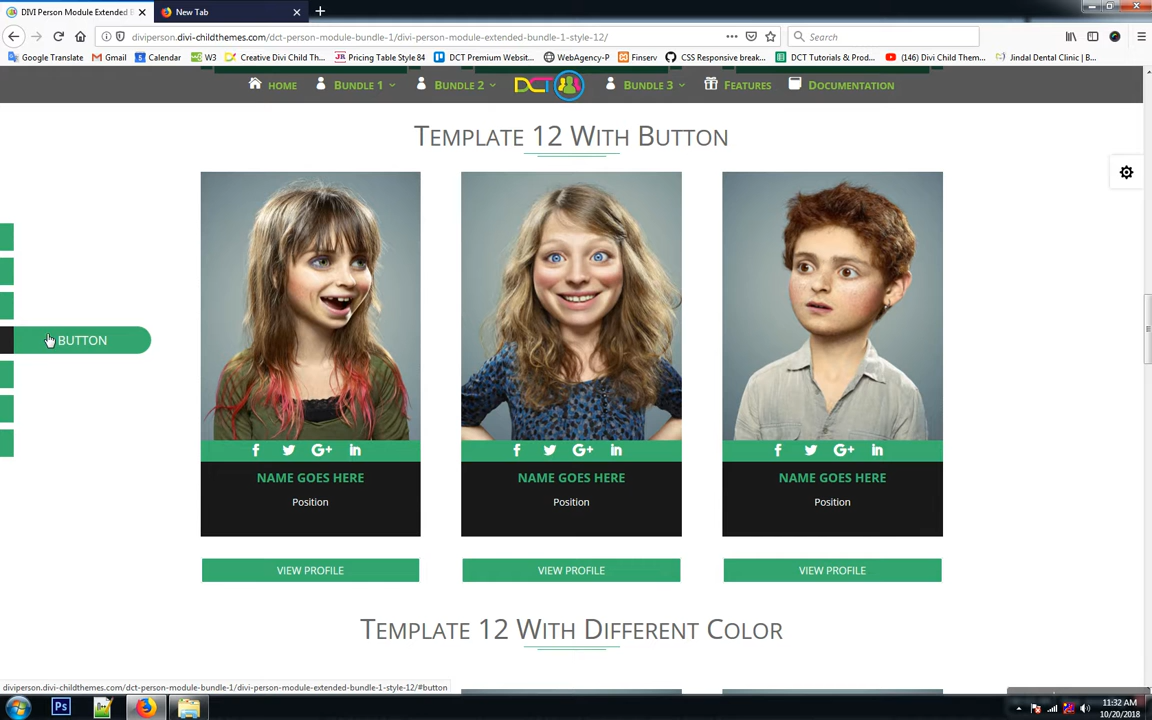 DIVI Person Module Extended B
New Tab
diviperson.divi-childthemes.com/dct-person-module-bundle-1/divi-person-module-extended-bundle-1-style-12/
Search
Google Translate
Gmail
Calendar
W3
Creative Divi Child Th...
Pricing Table Style 84
DCT Premium Websit...
WebAgency-P
Finserv
CSS Responsive break...
DCT Tutorials & Prod...
(146) Divi Child Them...
Jindal Dental Clinic | B...
HOME
BUNDLE 1
BUNDLE 2
DCT
BUNDLE 3
FEATURES
DOCUMENTATION
TEMPLATE 12 WITH BUTTON
BUTTON
G+
G+
G+
NAME GOES HERE
NAME GOES HERE
NAME GOES HERE
Position
Position
Position
VIEW PROFILE
VIEW PROFILE
VIEW PROFILE
TEMPLATE 12 WITH DIFFERENT COLOR
diviperson.divi-childthemes.com/dct-person-module-bundle-1/divi-person-module-extended-bundle-1-style-12/#button
Ps
11:32 AM
10/20/2018